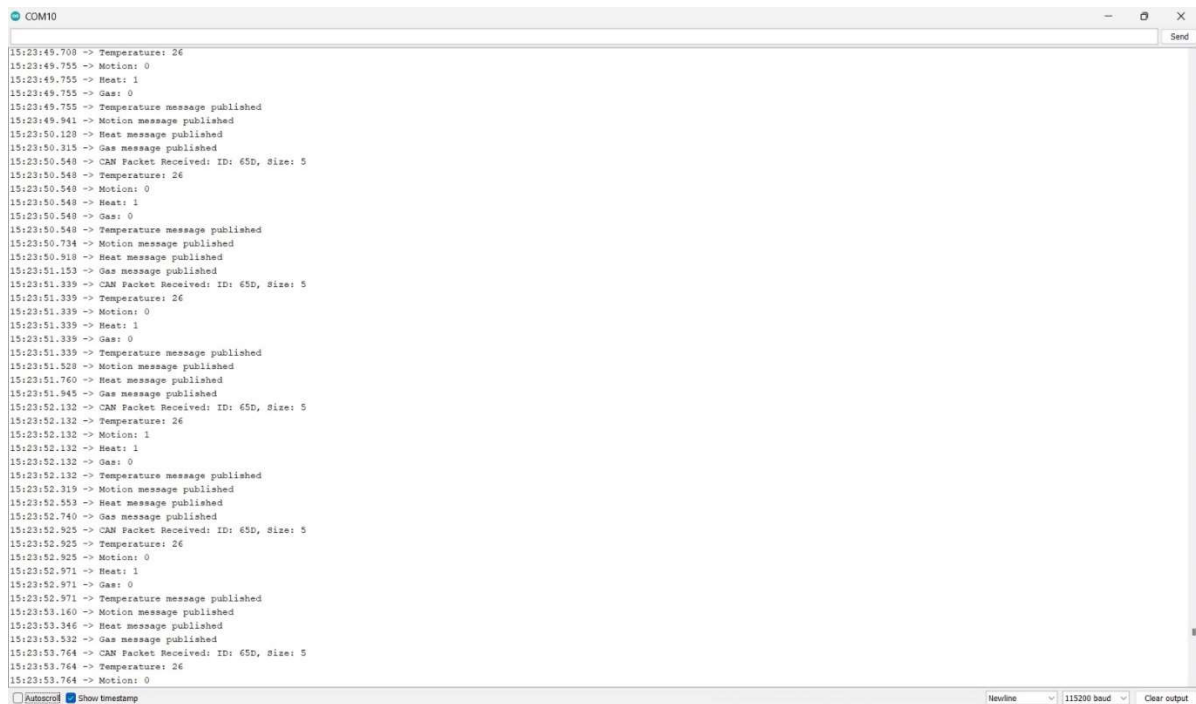 COM10
Send
15:23:49.708 -> Temperature: 26
15:23:49.755 -> Motion: 0
15:23:49.755 -> Heat: 1
15:23:49.755 -> Gas: 0
15:23:49.755 -> Temperature message published
15:23:49.941 -> Motion message published
15:23:50.128 -> Heat message published
15:23:50.315 -> Gas message published
15:23:50.548 -> CAN Packet Received: ID: 65D, Size: 5
15:23:50.548 -> Temperature: 26
15:23:50.548 -> Motion: 0
15:23:50.548 -> Heat: 1
15:23:50.548 -> Gas: 0
15:23:50.548 -> Temperature message published
15:23:50.734 -> Motion message published
15:23:50.918 -> Heat message published
15:23:51.153 -> Gas message published
15:23:51.339 -> CAN Packet Received: ID: 65D, Size: 5
15:23:51.339 -> Temperature: 26
15:23:51.339 -> Motion: 0
15:23:51.339 -> Heat: 1
15:23:51.339 -> Gas: 0
15:23:51.339 -> Temperature message published
15:23:51.528 -> Motion message published
15:23:51.760 -> Heat message published
15:23:51.945 -> Gas message published
15:23:52.132 -> CAN Packet Received: ID: 65D, Size: 5
15:23:52.132 -> Temperature: 26
15:23:52.132 -> Motion: 1
15:23:52.132 -> Heat: 1
15:23:52.132 -> Gas: 0
15:23:52.132 -> Temperature message published
15:23:52.319 -> Motion message published
15:23:52.553 -> Heat message published
15:23:52.740 -> Gas message published
15:23:52.925 -> CAN Packet Received: ID: 65D, Size: 5
15:23:52.925 -> Temperature: 26
15:23:52.925 -> Motion: 0
15:23:52.971 -> Heat: 1
15:23:52.971 -> Gas: 0
15:23:52.971 -> Temperature message published
15:23:53.160 -> Motion message published
15:23:53.346 -> Heat message published
15:23:53.532 -> Gas message published
15:23:53.764 -> CAN Packet Received: ID: 65D, Size: 5
15:23:53.764 -> Temperature: 26
15:23:53.764 -> Motion: 0
Autoscroll Show timestamp Newline 115200 baud Clear output